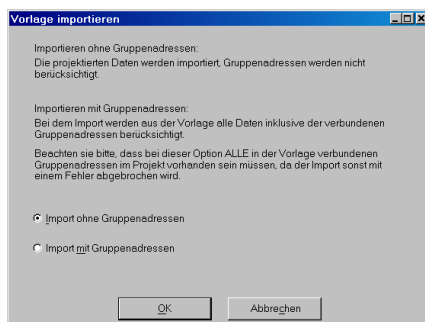 Vorlage importieren
Importieren ohne Gruppenadressen:
Die projektierten Daten werden importiert, Gruppenadressen werden nicht
berücksichtigt.
Importieren mit Gruppenadressen:
Bei dem Import werden aus der Vorlage alle Daten inklusive der verbundenen
Gruppenadressen berücksichtigt.
Beachten sie bitte, dass bei dieser Option ALLE in der Vorlage verbundenen
Gruppenadressen im Projekt vorhanden sein müssen, da der Import sonst mit
einem Fehler abgebrochen wird.
Import ohne Gruppenadressen
Import mit Gruppenadressen
OK Abbrechen